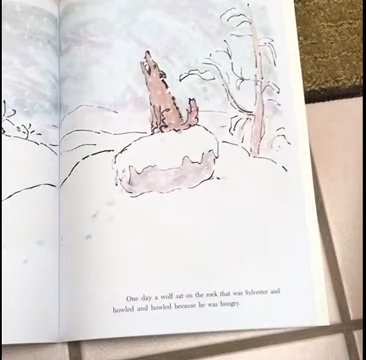 One day a wolf sat on the rock that was Sylvester and
howled and howled because he was hungry.